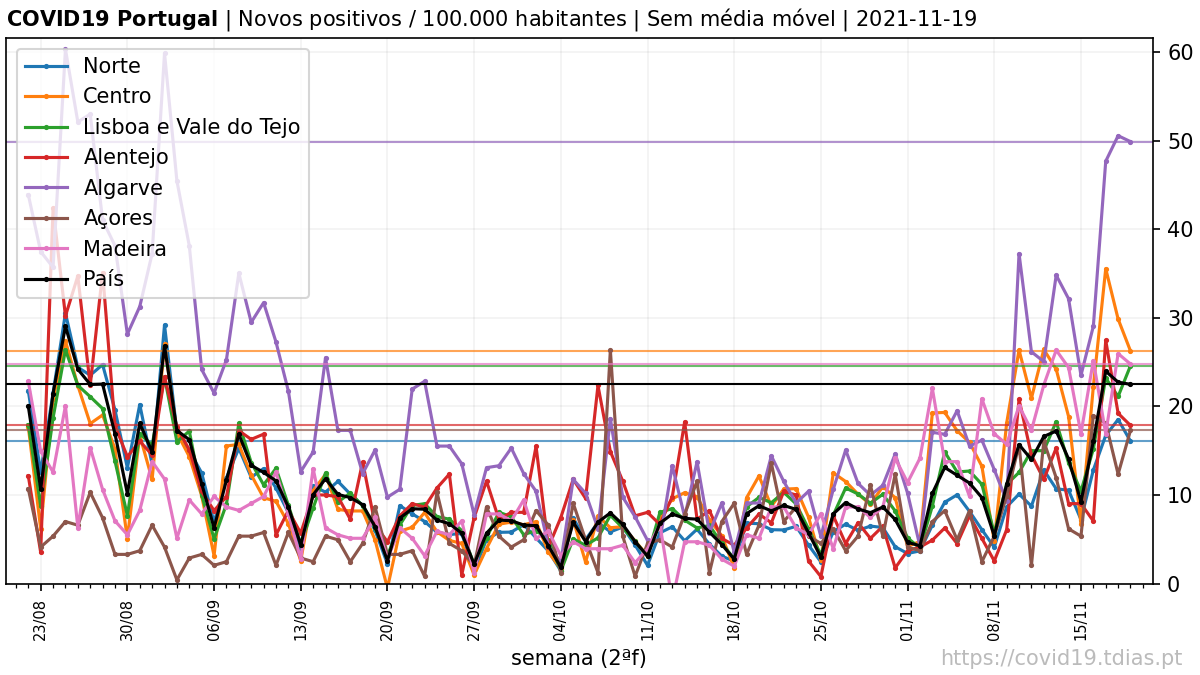 COVID19 Portugal | Novos positivos / 100.000 habitantes | Sem média móvel | 2021-11-19
Norte
Centro
Lisboa e Vale do Tejo
Alentejo
Algarve
Açores
Madeira
País
60
50
40
30
20
10
0
23/08
30/08
06/09
13/09
20/09
27/09
04/10
11/10
18/10
25/10
01/11
08/11
15/11
semana (2ªf)
https://covid19.tdias.pt